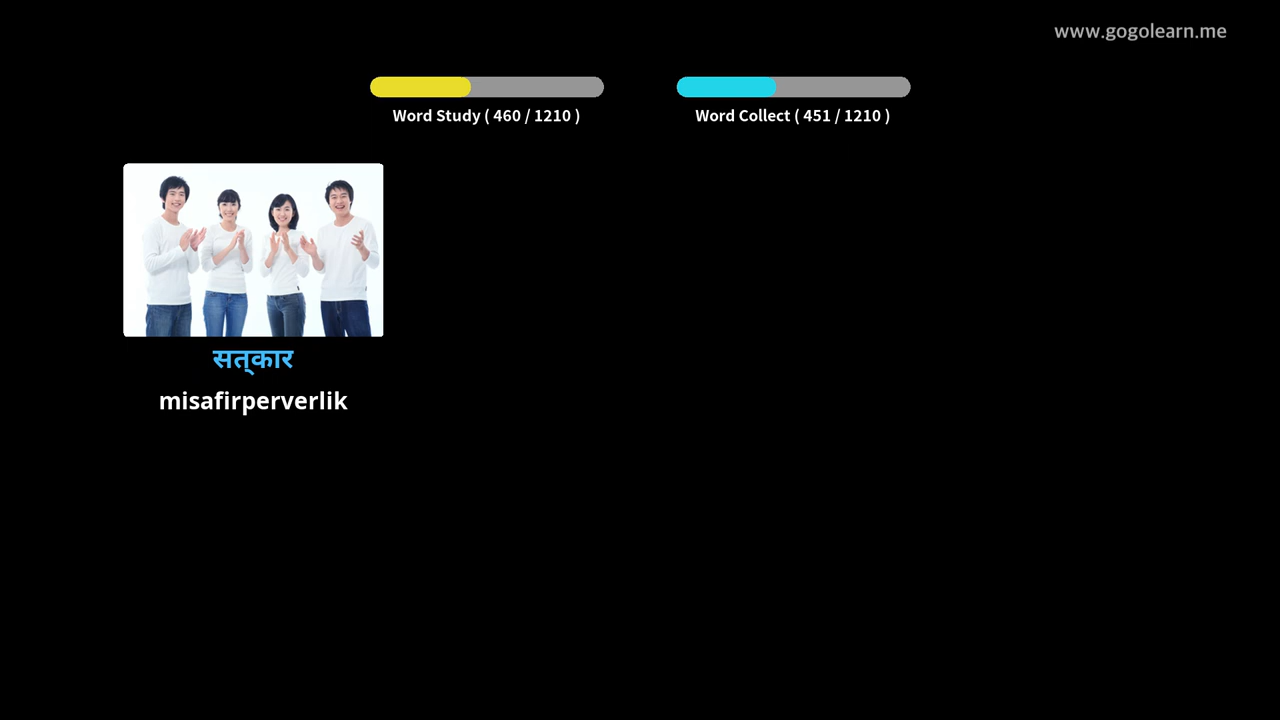 www.gogolearn.me
Word Study ( 460 / 1210 )
Word Collect ( 451 / 1210 )
सत्‌कार
misafirperverlik